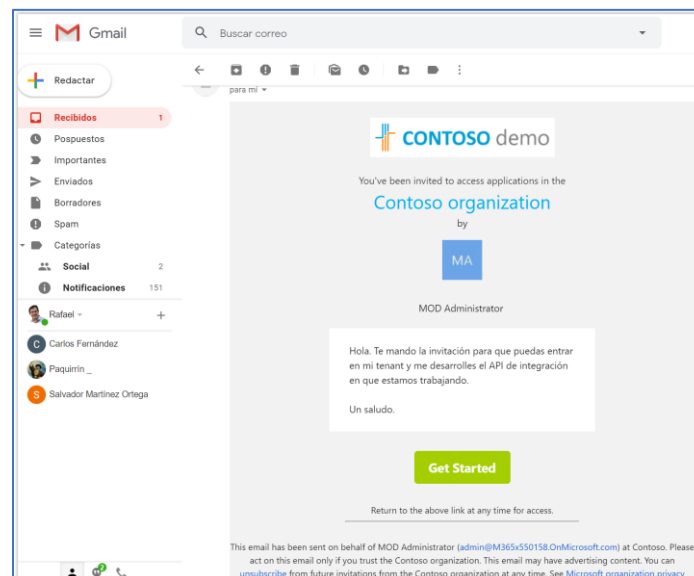 Gmail
Buscar correo
Redactar
para mí
Recibidos 1
Pospuestos
Importantes
Enviados
Borradores
Spam
Categorías
Social 2
Notificaciones 151
Rafael
C Carlos Fernández
Paquirrín _
S Salvador Martínez Ortega
2
CONTOSO demo
You've been invited to access applications in the
Contoso organization
by
MA
MOD Administrator
Hola. Te mando la invitación para que puedas entrar
en mi tenant y me desarrolles el API de integración
en que estamos trabajando.
Un saludo.
Get Started
Return to the above link at any time for access.
This email has been sent on behalf of MOD Administrator (admin@M365x550158.OnMicrosoft.com) at Contoso. Please
act on this email only if you trust the Contoso organization. This email may have advertising content. You can
unsubscribe from future invitations from the Contoso organization at any time. See Microsoft organization privacy